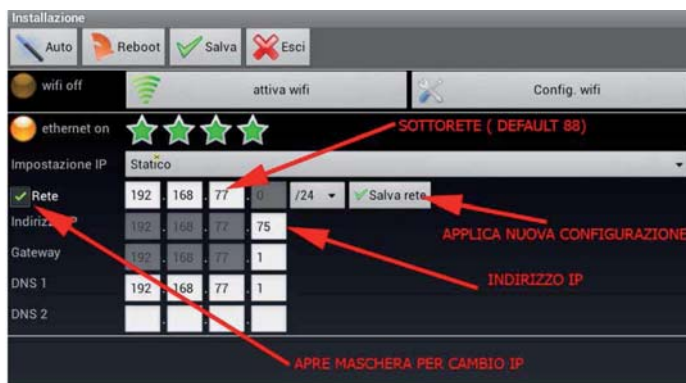 Installazione
Auto Reboot Salva Esci
wifi off attiva wifi Config. wifi
ethernet on
SOTTORETE ( DEFAULT 88)
Impostazione IP Statico
Rete 192 . 168 . 77 . 0 /24 Salva rete
Indirizzo IP 192 . 168 . 77 . 75
APPLICA NUOVA CONFIGURAZIONE
Gateway 192 . 168 . 77 . 1
INDIRIZZO IP
DNS 1 192 . 168 . 77 . 1
DNS 2 . . .
APRE MASCHERA PER CAMBIO IP